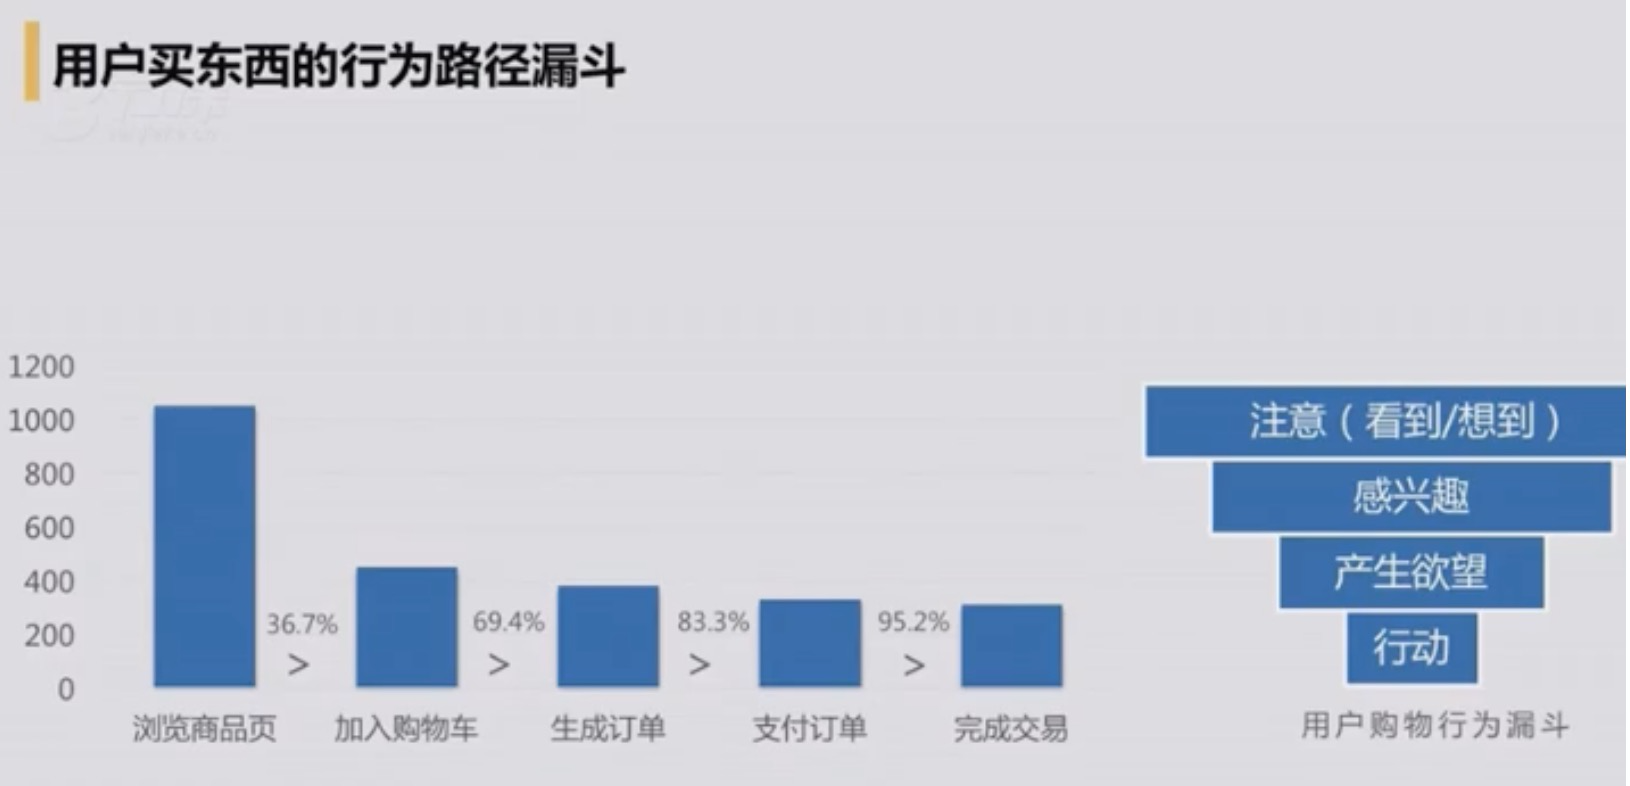 用户买东西的行为路径漏斗
1200
1000
800
600
400
200
0
36.7%
>
69.4%
>
83.3%
>
95.2%
>
浏览商品页
加入购物车
生成订单
支付订单
完成交易
注意（看到/想到）
感兴趣
产生欲望
行动
用户购物行为漏斗